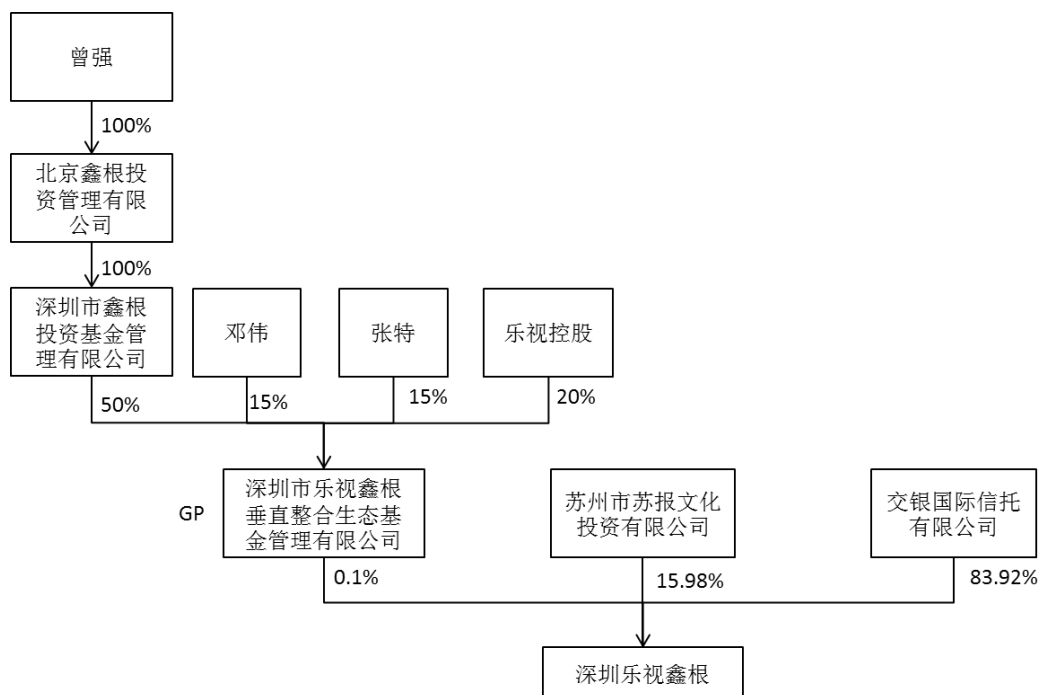 曾强
100%
北京鑫根投
资管理有限
公司
100%
深圳市鑫根
投资基金管
理有限公司
邓伟
张特
乐视控股
50%
15%
15%
20%
GP
深圳市乐视鑫根
垂直整合生态基
金管理有限公司
苏州市苏报文化
投资有限公司
交银国际信托
有限公司
0.1%
15.98%
83.92%
深圳乐视鑫根